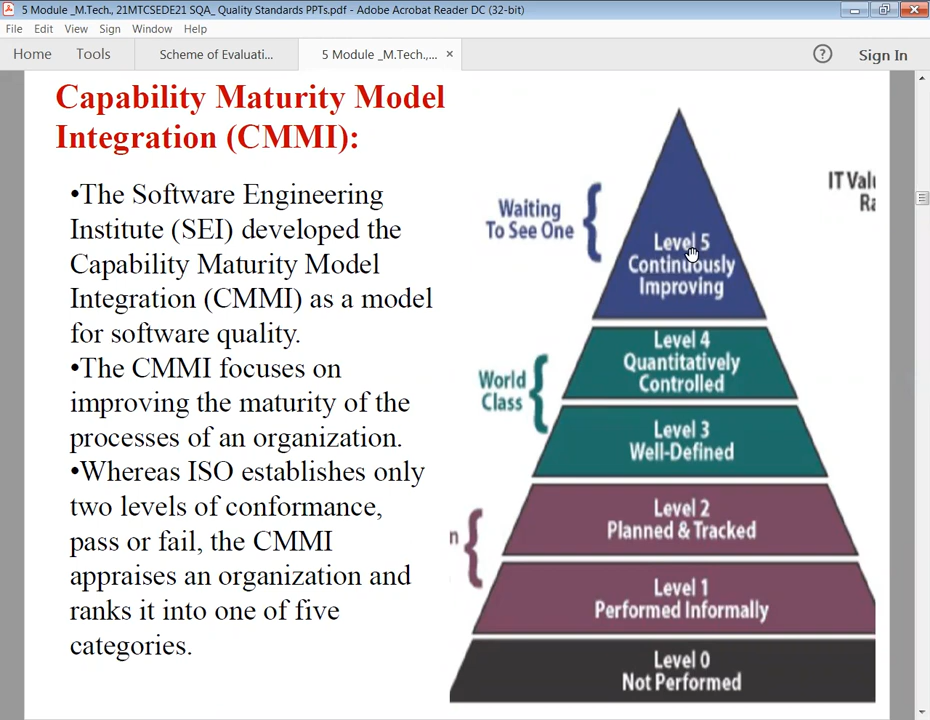 5 Module _M.Tech., 21MTCSEDE21 SQA_ Quality Standards PPTs.pdf - Adobe Acrobat Reader DC (32-bit)
File Edit View Sign Window Help
Home Tools Scheme of Evaluati... 5 Module _M.Tech.,... × Sign In
Capability Maturity Model
Integration (CMMI):
•The Software Engineering
Institute (SEI) developed the
Capability Maturity Model
Integration (CMMI) as a model
for software quality.
•The CMMI focuses on
improving the maturity of the
processes of an organization.
•Whereas ISO establishes only
two levels of conformance,
pass or fail, the CMMI
appraises an organization and
ranks it into one of five
categories.
Waiting
To See One
Level 5
Continuously
Improving
World
Class
Level 4
Quantitatively
Controlled
Level 3
Well-Defined
n
Level 2
Planned & Tracked
Level 1
Performed Informally
Level 0
Not Performed
IT